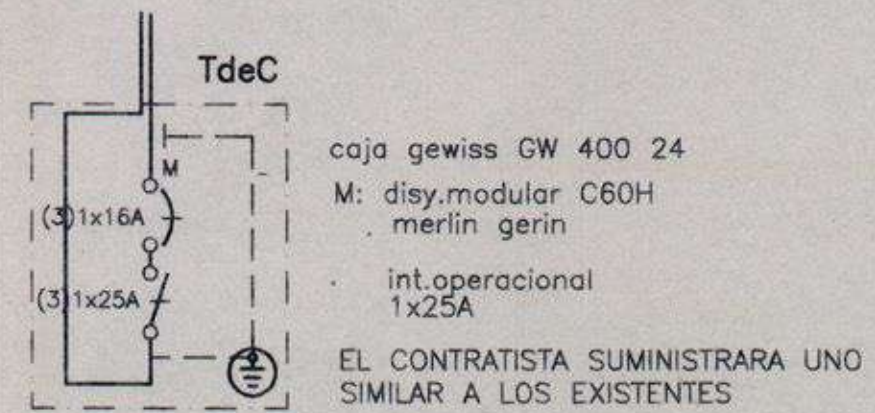 TdeC
caja gewiss GW 400 24
M
M: disy.modular C60H
merlin gerin
(3)1x16A
int.operacional
(3)1x25A
1x25A
EL CONTRATISTA SUMINISTRARA UNO
SIMILAR A LOS EXISTENTES